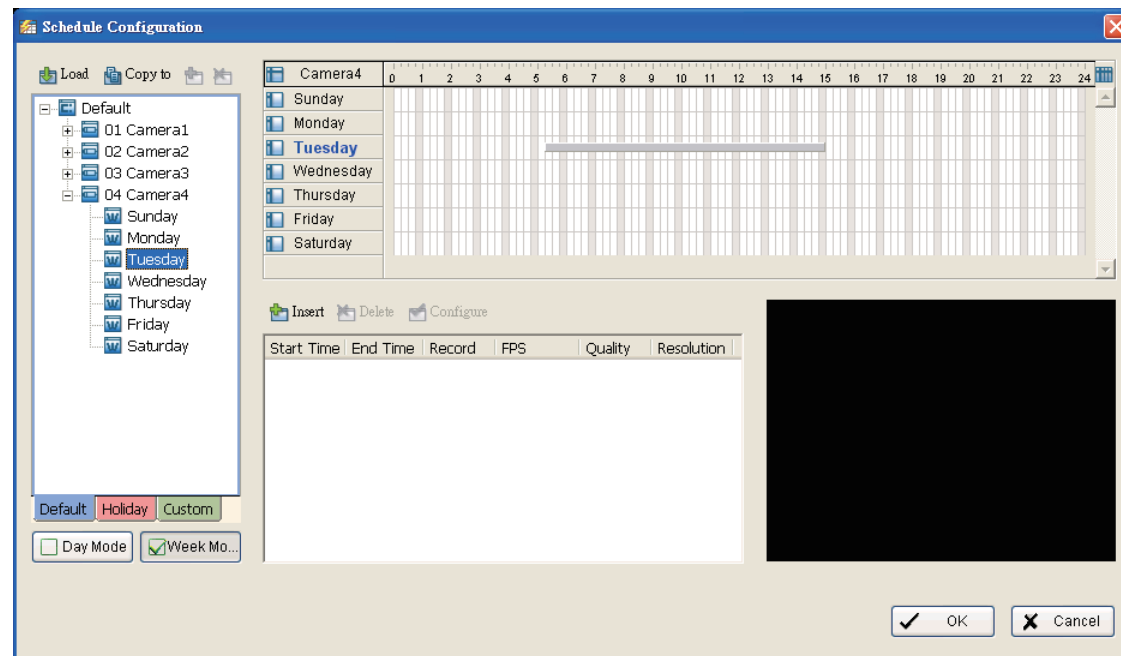 Schedule Configuration
Load Copy to
Default
01 Camera1
02 Camera2
03 Camera3
04 Camera4
Sunday
Monday
Tuesday
Wednesday
Thursday
Friday
Saturday
Default Holiday Custom
Day Mode Week Mo...
Camera4 0 1 2 3 4 5 6 7 8 9 10 11 12 13 14 15 16 17 18 19 20 21 22 23 24
Sunday
Monday
Tuesday
Wednesday
Thursday
Friday
Saturday
Insert Delete Configure
Start Time End Time Record FPS Quality Resolution
OK Cancel